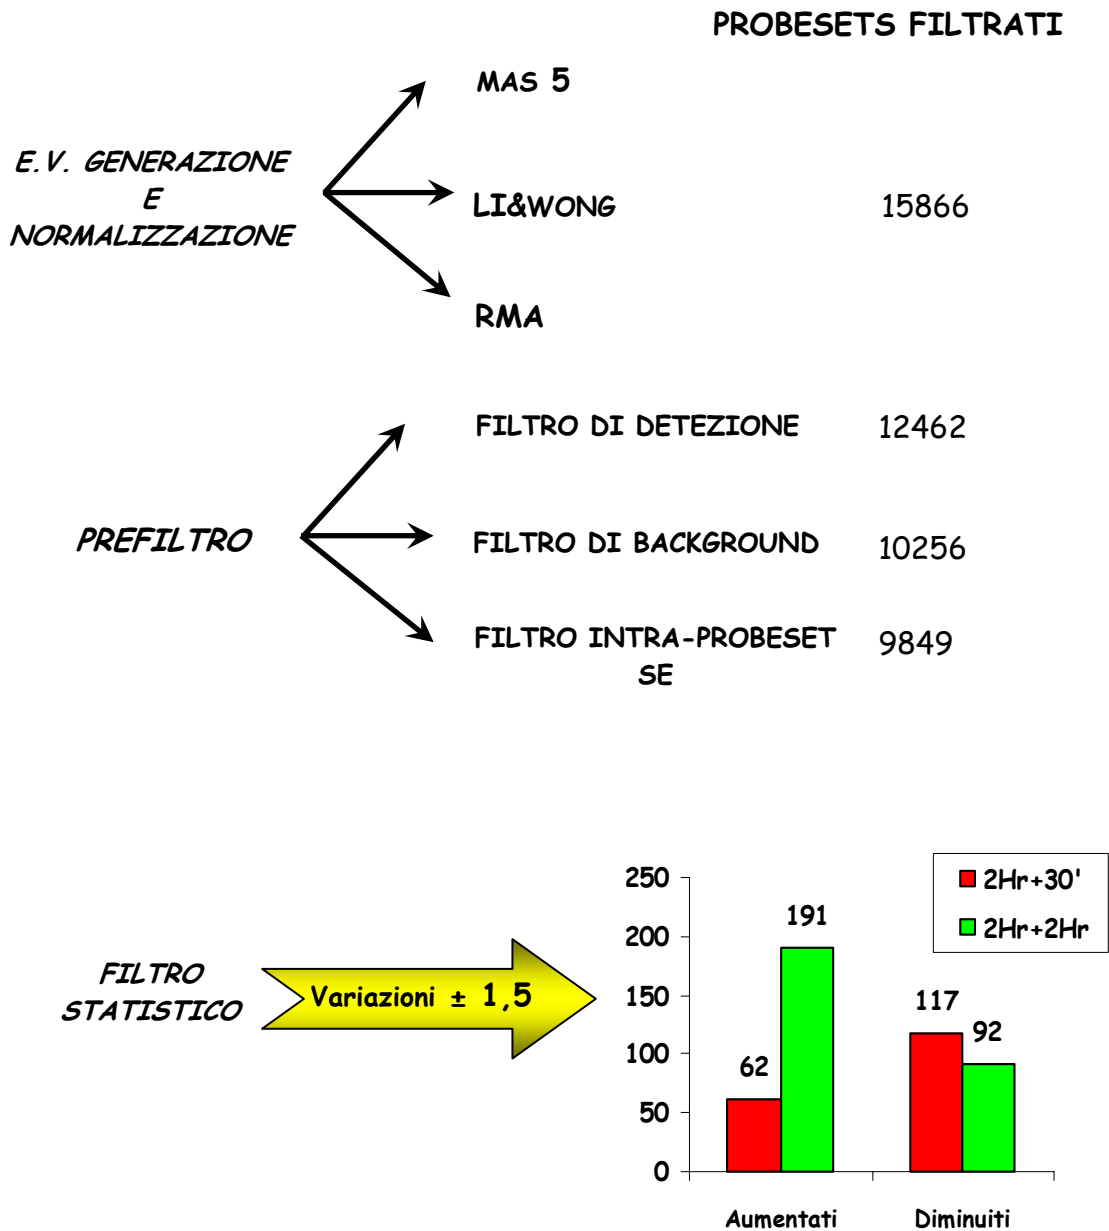 PROBESETS FILTRATI
MAS 5
E.V. GENERAZIONE
E
NORMALIZZAZIONE
LI&WONG 15866
RMA
FILTRO DI DETEZIONE 12462
PREFILTRO
FILTRO DI BACKGROUND 10256
FILTRO INTRA-PROBESET 9849
SE
FILTRO
STATISTICO
Variazioni ± 1,5
250
200
150
100
50
0
191
62
117
92
Aumentati
Diminuiti
2Hr+30'
2Hr+2Hr